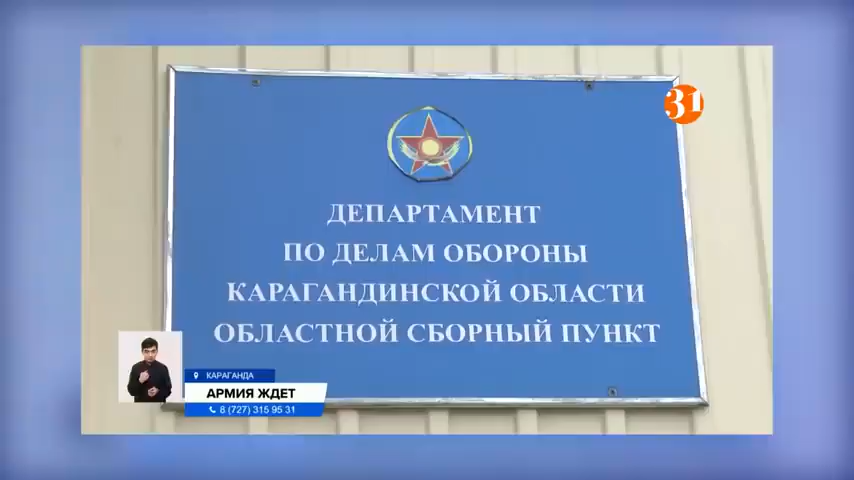 31
ДЕПАРТАМЕНТ
ПО ДЕЛАМ ОБОРОНЫ
КАРАГАНДИНСКОЙ ОБЛАСТИ
ОБЛАСТНОЙ СБОРНЫЙ ПУНКТ
КАРАГАНДА
АРМИЯ ЖДЕТ
8 (727) 315 95 31